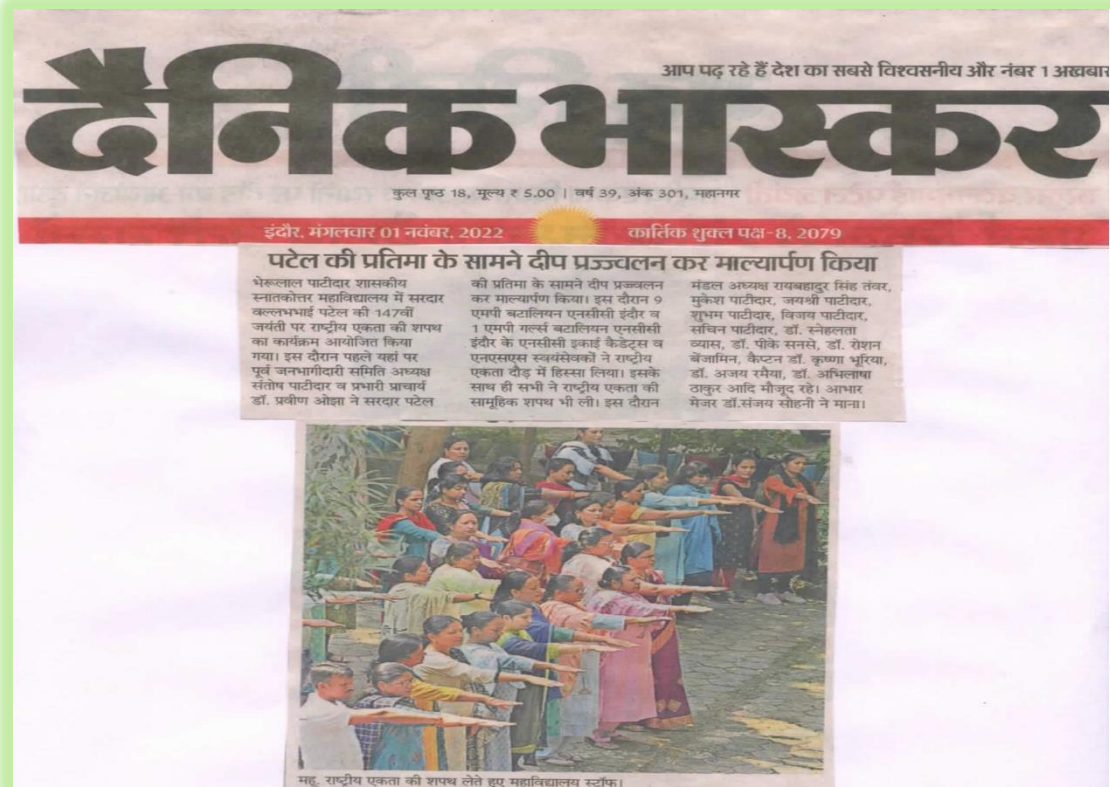 आप पढ़ रहे हैं देश का सबसे विश्वसनीय और नंबर 1 अखबार
दैनिक भास्कर
कुल पृष्ठ 18, मूल्य ₹ 5.00 | वर्ष 39, अंक 301, महानगर
इंदौर, मंगलवार 01 नवंबर, 2022
कार्तिक शुक्ल पक्ष-8, 2079
पटेल की प्रतिमा के सामने दीप प्रज्ज्वलन कर माल्यार्पण किया
भेरूलाल पाटीदार शासकीय
स्नातकोत्तर महाविद्यालय में सरदार
वल्लभभाई पटेल की 147वीं
जयंती पर राष्ट्रीय एकता की शपथ
का कार्यक्रम आयोजित किया
गया। इस दौरान पहले यहां पर
पूर्व जनभागीदारी समिति अध्यक्ष
संतोष पाटीदार व प्रभारी प्राचार्य
डॉ. प्रवीण ओझा ने सरदार पटेल
की प्रतिमा के सामने दीप प्रज्वलन
कर माल्यार्पण किया। इस दौरान 9
एमपी बटालियन एनसीसी इंदौर व
1 एमपी गर्ल्स बटालियन एनसीसी
इंदौर के एनसीसी इकाई कैडेट्स व
एनएसएस स्वयंसेवकों ने राष्ट्रीय
एकता दौड़ में हिस्सा लिया। इसके
साथ ही सभी ने राष्ट्रीय एकता की
सामूहिक शपथ भी ली। इस दौरान
मंडल अध्यक्ष रायबहादुर सिंह तंवर,
मुकेश पाटीदार, जयश्री पाटीदार,
शुभम पाटीदार, विजय पाटीदार,
सचिन पाटीदार, डॉ. स्नेहलता
व्यास, डॉ. पीके सनसे, डॉ. रोशन
बेंजामिन, कैप्टन डॉ. कृष्णा भूरिया,
डॉ. अजय रमैया, डॉ. अभिलाषा
ठाकुर आदि मौजूद रहे। आभार
मेजर डॉ.संजय सोहनी ने माना।
महू. राष्ट्रीय एकता की शपथ लेते हुए महाविद्यालय स्टॉफ।